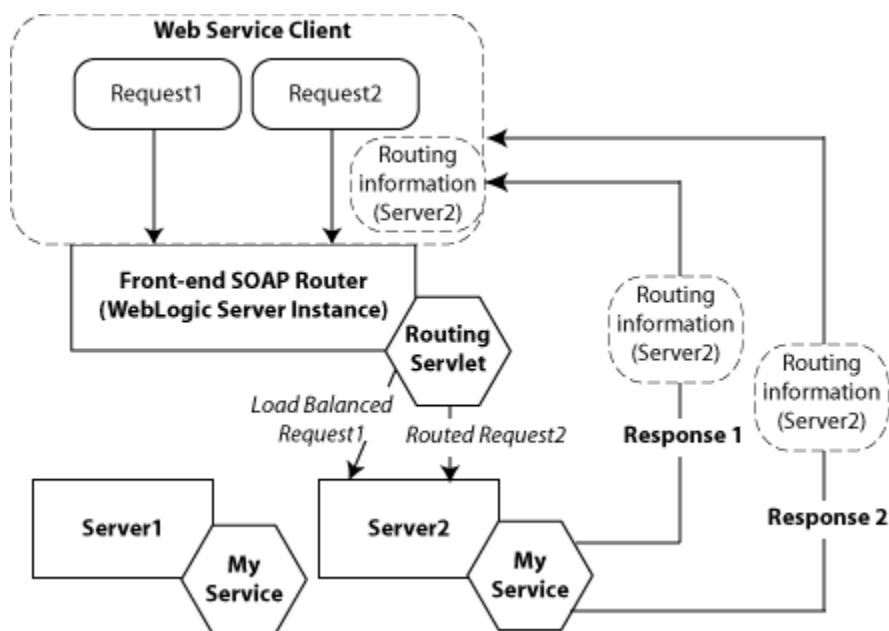 Web Service Client
Request1
Request2
Routing
information
(Server2)
Front-end SOAP Router
(WebLogic Server Instance)
Routing
Servlet
Routing
information
(Server2)
Routing
information
(Server2)
Load Balanced
Request1
Routed Request2
Response 1
Response 2
Server1
My
Service
Server2
My
Service